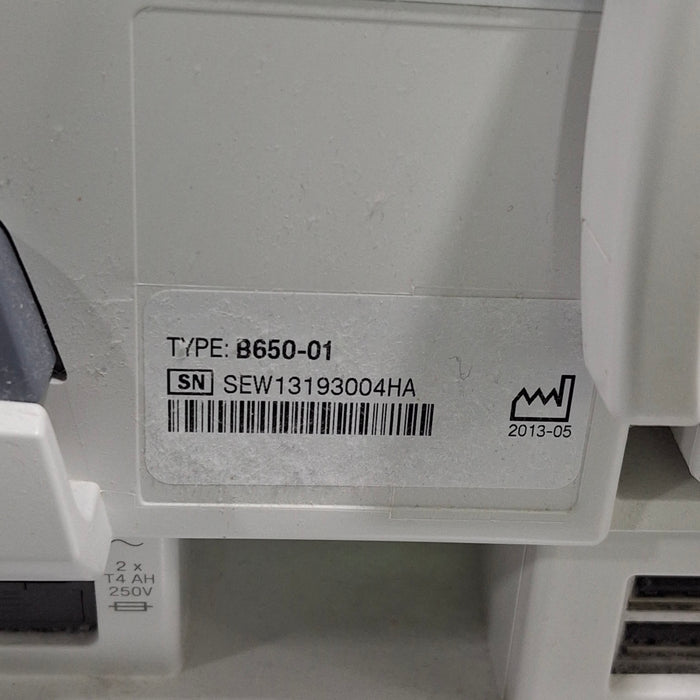 TYPE: B650-01
SN SEW13193004HA
2013-05
2 x
T4 AH
250V